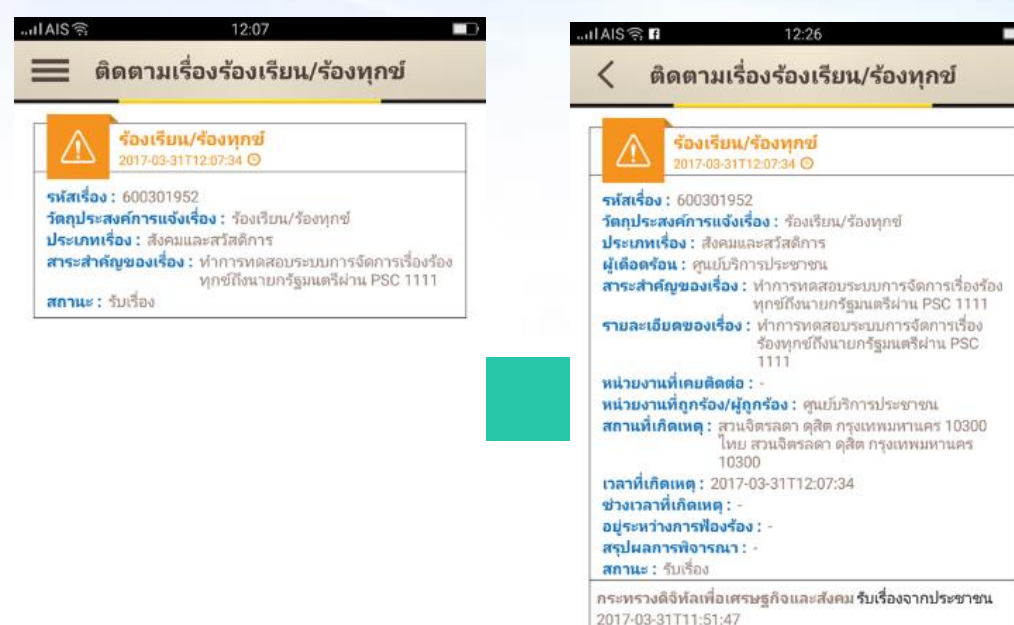 AIS 12:07
ติดตามเรื่องร้องเรียน/ร้องทุกข์
ร้องเรียน/ร้องทุกข์
2017-03-31T12:07:34
รหัสเรื่อง : 600301952
วัตถุประสงค์การแจ้งเรื่อง : ร้องเรียน/ร้องทุกข์
ประเภทเรื่อง : สังคมและสวัสดิการ
สาระสำคัญของเรื่อง : ทำการทดสอบระบบการจัดการเรื่องร้อง
ทุกข์ถึงนายกรัฐมนตรีผ่าน PSC 1111
สถานะ : รับเรื่อง
AIS 12:26
ติดตามเรื่องร้องเรียน/ร้องทุกข์
ร้องเรียน/ร้องทุกข์
2017-03-31T12:07:34
รหัสเรื่อง : 600301952
วัตถุประสงค์การแจ้งเรื่อง : ร้องเรียน/ร้องทุกข์
ประเภทเรื่อง : สังคมและสวัสดิการ
ผู้เดือดร้อน : ศูนย์บริการประชาชน
สาระสำคัญของเรื่อง : ทำการทดสอบระบบการจัดการเรื่องร้อง
ทุกข์ถึงนายกรัฐมนตรีผ่าน PSC 1111
รายละเอียดของเรื่อง : ทำการทดสอบระบบการจัดการเรื่อง
ร้องทุกข์ถึงนายกรัฐมนตรีผ่าน PSC
1111
หน่วยงานที่เคยติดต่อ : -
หน่วยงานที่ถูกร้อง/ผู้ถูกร้อง : ศูนย์บริการประชาชน
สถานที่เกิดเหตุ : สวนจิตรลดา ดุสิต กรุงเทพมหานคร 10300
ไทย สวนจิตรลดา ดุสิต กรุงเทพมหานคร
10300
เวลาที่เกิดเหตุ : 2017-03-31T12:07:34
ช่วงเวลาที่เกิดเหตุ : -
อยู่ระหว่างการฟ้องร้อง : -
สรุปผลการพิจารณา : -
สถานะ : รับเรื่อง
กระทรวงดิจิทัลเพื่อเศรษฐกิจและสังคม รับเรื่องจากประชาชน
2017-03-31T11:51:47